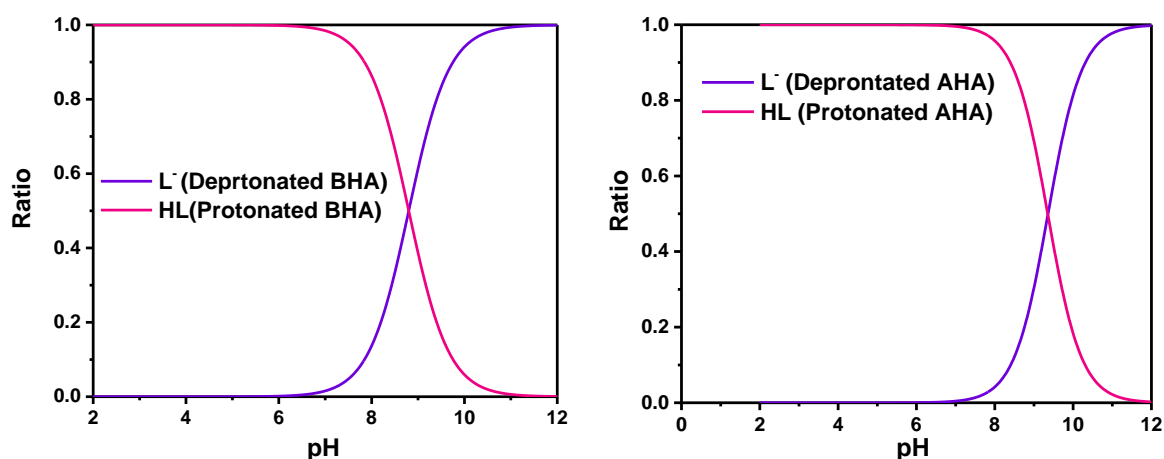 1.0
0.8
0.6
0.4
0.2
0.0
2 4 6 8 10 12
Ratio
pH
L- (Deprtonated BHA)
HL(Protonated BHA)
1.0
0.8
0.6
0.4
0.2
0.0
0 2 4 6 8 10 12
Ratio
pH
L- (Deprontated AHA)
HL (Protonated AHA)